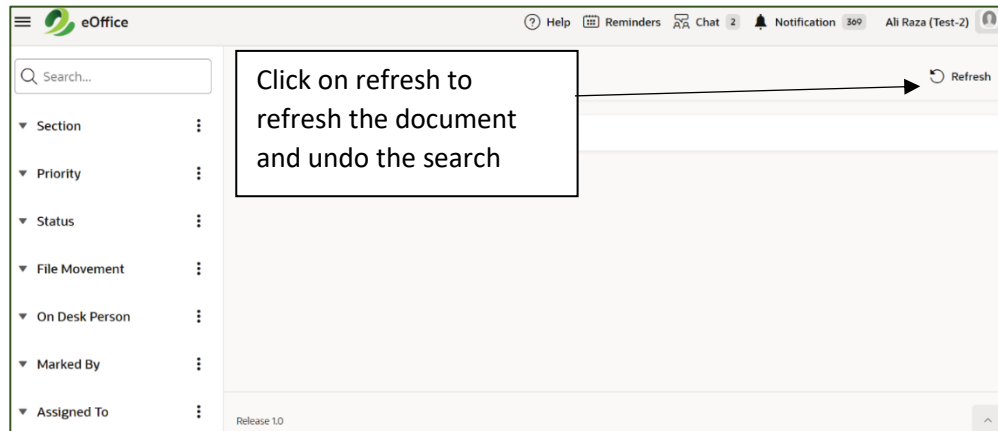 eOffice
Help Reminders Chat 2 Notification 369 Ali Raza (Test-2)
Search...
Click on refresh to
refresh the document
and undo the search
Refresh
Section
Priority
Status
File Movement
On Desk Person
Marked By
Assigned To
Release 1.0